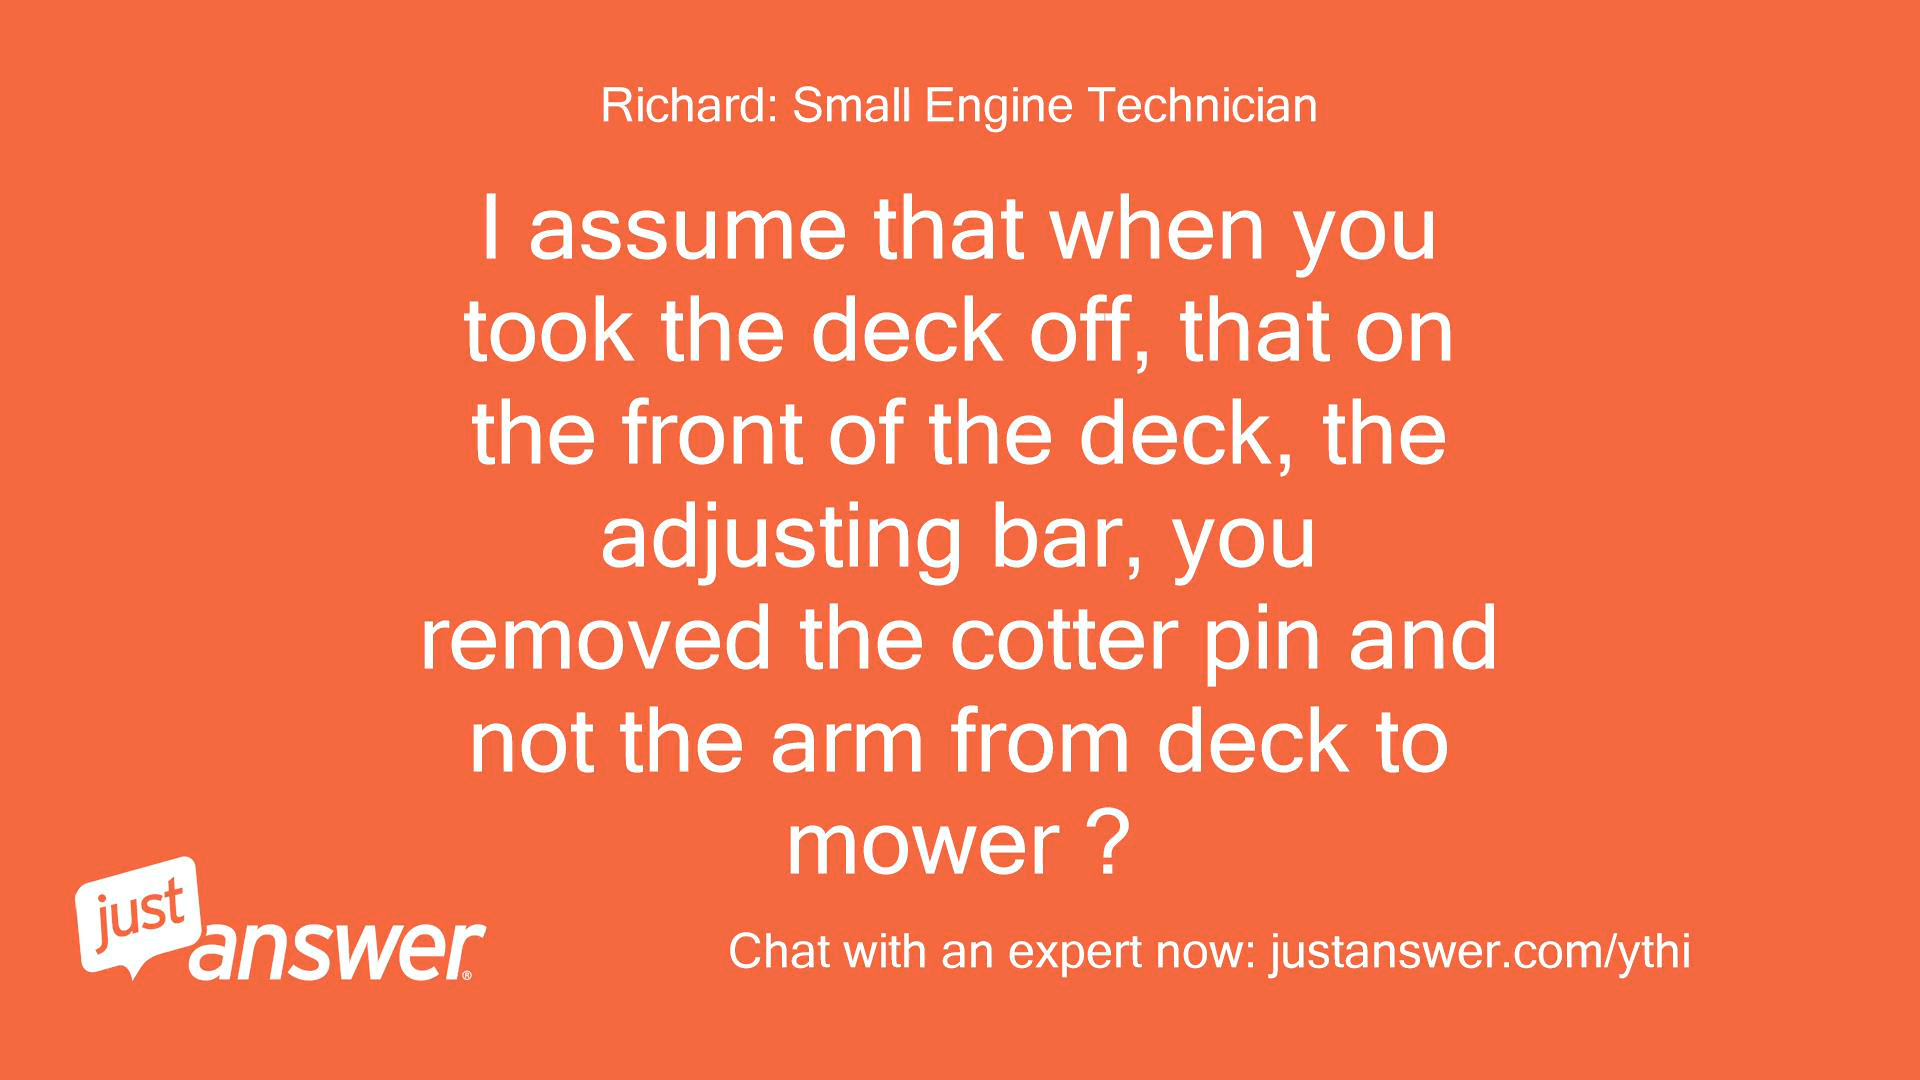 Richard: Small Engine Technician
I assume that when you
took the deck off, that on
the front of the deck, the
adjusting bar, you
removed the cotter pin and
not the arm from deck to
mower ?
just
answer®
Chat with an expert now: justanswer.com/ythi